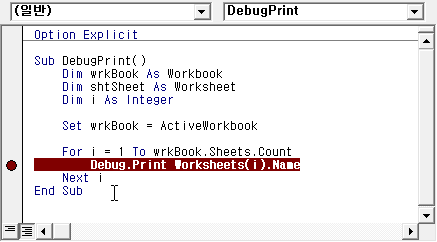 (일반) DebugPrint
Option Explicit
Sub DebugPrint()
Dim wrkBook As Workbook
Dim shtSheet As Worksheet
Dim i As Integer
Set wrkBook = ActiveWorkbook
For i = 1 To wrkBook.Sheets.Count
Debug.Print Worksheets(i).Name
Next i
End Sub